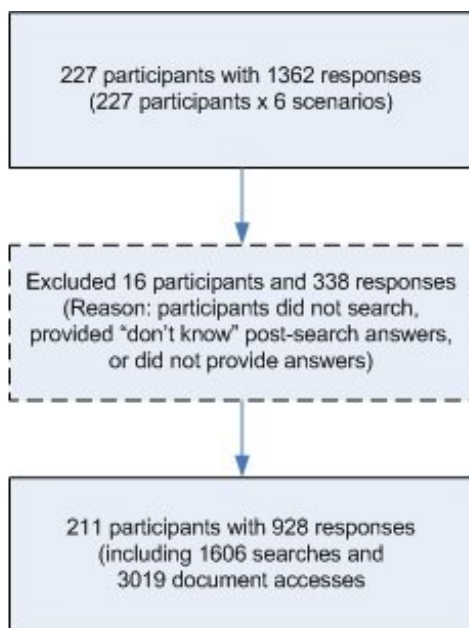 227 participants with 1362 responses
(227 participants x 6 scenarios)
Excluded 16 participants and 338 responses
(Reason: participants did not search,
provided “don’t know” post-search answers,
or did not provide answers)
211 participants with 928 responses
(including 1606 searches and
3019 document accesses